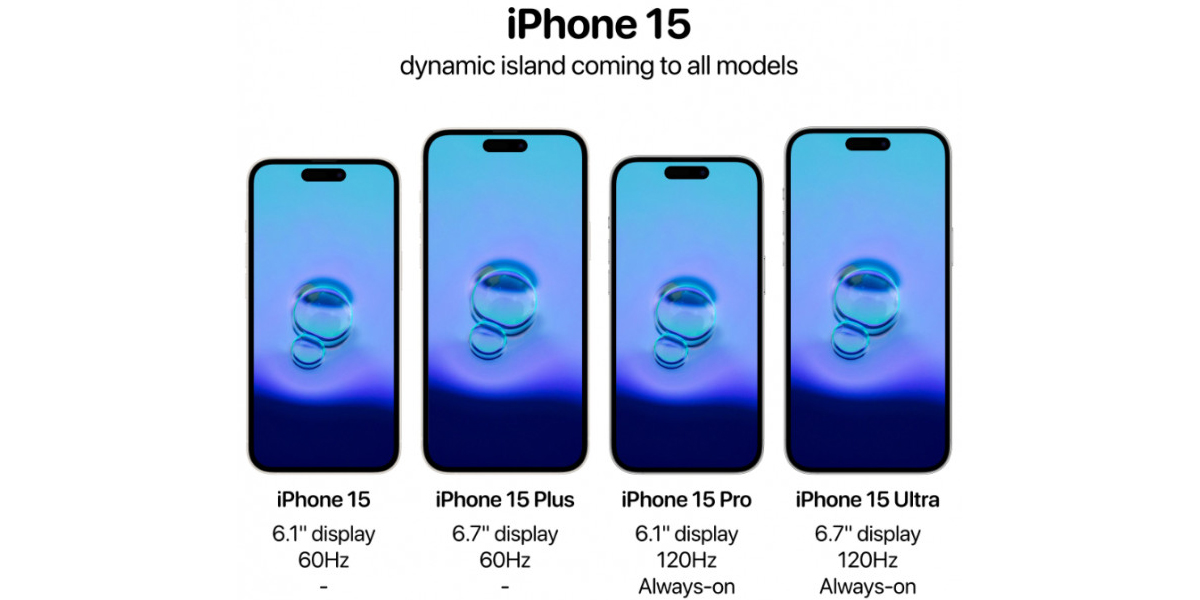 iPhone 15
dynamic island coming to all models
iPhone 15
6.1" display
60Hz
-
iPhone 15 Plus
6.7" display
60Hz
-
iPhone 15 Pro
6.1" display
120Hz
Always-on
iPhone 15 Ultra
6.7" display
120Hz
Always-on